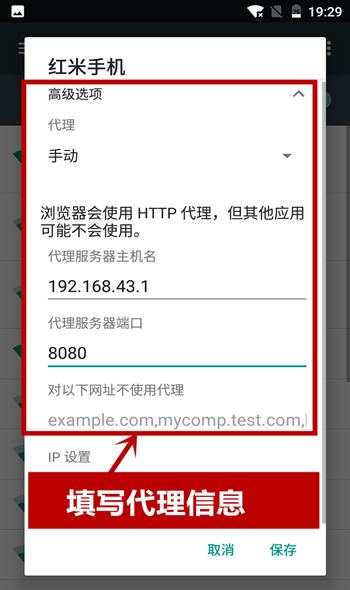 19:29
红米手机
高级选项
代理
手动
浏览器会使用 HTTP 代理，但其他应用
可能不会使用。
代理服务器主机名
192.168.43.1
代理服务器端口
8080
对以下网址不使用代理
example.com,mycomp.test.com,
IP 设置
填写代理信息
取消
保存